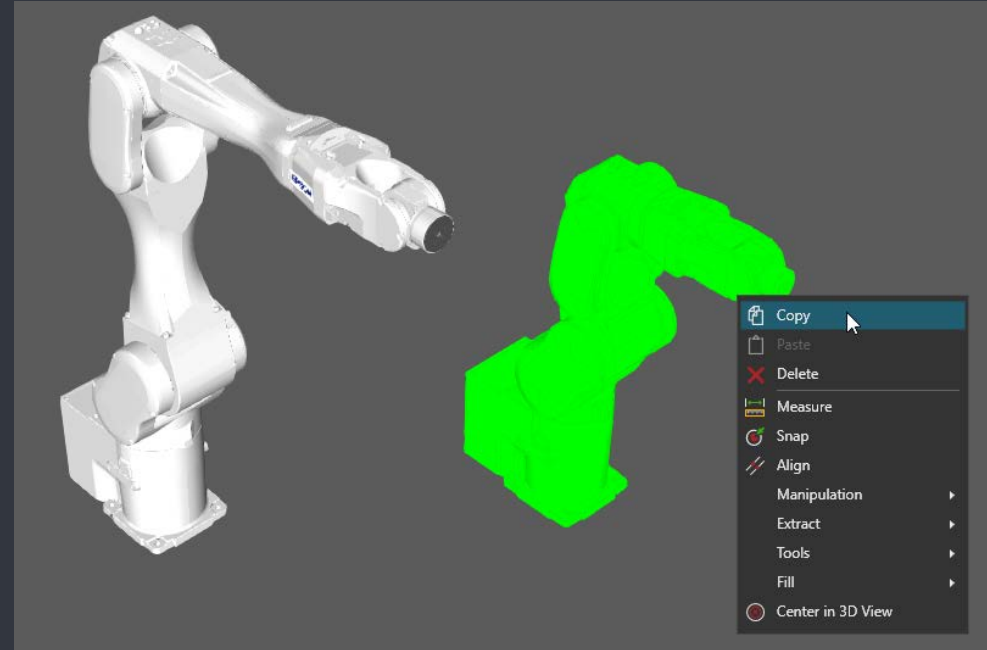 Copy
Paste
Delete
Measure
Snap
Align
Manipulation
Extract
Tools
Fill
Center in 3D View